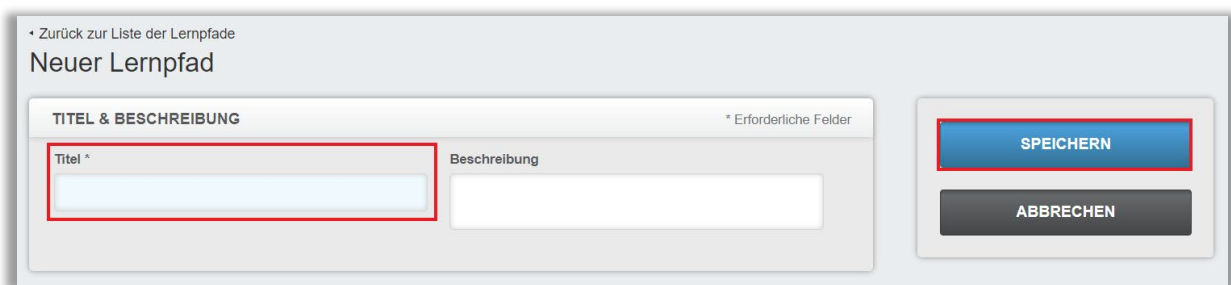 Zurück zur Liste der Lernpfade
Neuer Lernpfad
TITEL & BESCHREIBUNG
* Erforderliche Felder
Titel *
Beschreibung
SPEICHERN
ABBRECHEN